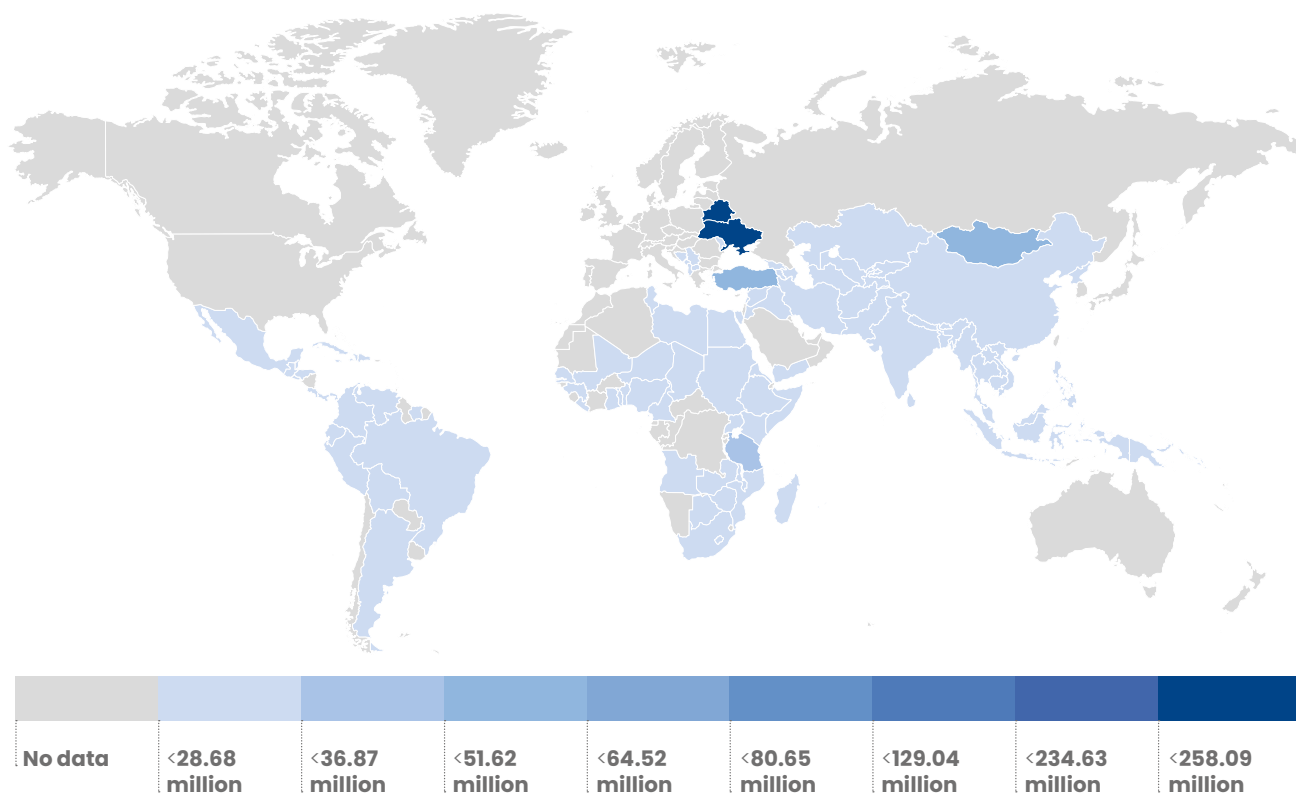 No data
<28.68 million
<36.87 million
<51.62 million
<64.52 million
<80.65 million
<129.04 million
<234.63 million
<258.09 million